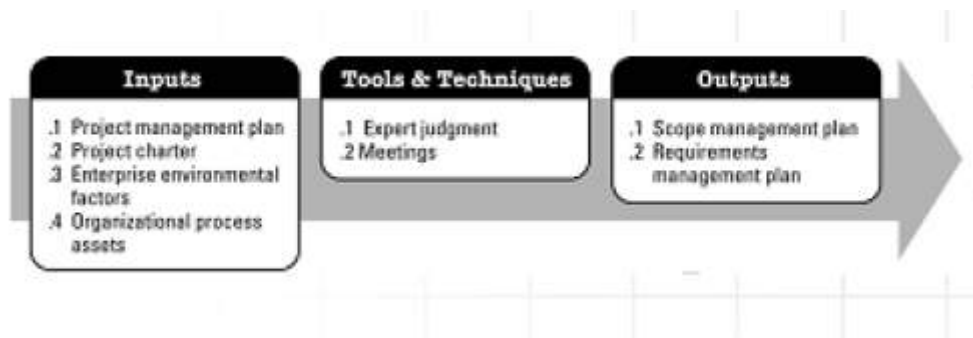 Inputs
.1 Project management plan
.2 Project charter
.3 Enterprise environmental
factors
.4 Organizational process
assets
Tools & Techniques
.1 Expert judgment
.2 Meetings
Outputs
.1 Scope management plan
.2 Requirements
management plan